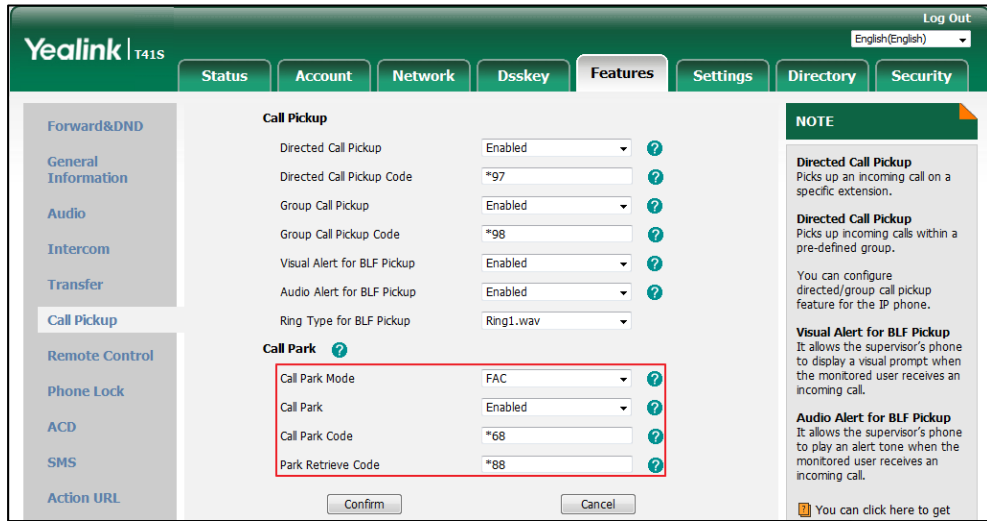 Log Out
Yealink T41S
English(English)
Status Account Network Dsskey Features Settings Directory Security
Forward&DND
General
Information
Audio
Intercom
Transfer
Call Pickup
Remote Control
Phone Lock
ACD
SMS
Action URL
Call Pickup
Directed Call Pickup Enabled ?
Directed Call Pickup Code *97 ?
Group Call Pickup Enabled ?
Group Call Pickup Code *98 ?
Visual Alert for BLF Pickup Enabled ?
Audio Alert for BLF Pickup Enabled ?
Ring Type for BLF Pickup Ring1.wav
Call Park ?
Call Park Mode FAC ?
Call Park Enabled ?
Call Park Code *68 ?
Park Retrieve Code *88 ?
Confirm Cancel
NOTE
Directed Call Pickup
Picks up an incoming call on a
specific extension.
Directed Call Pickup
Picks up incoming calls within a
pre-defined group.
You can configure
directed/group call pickup
feature for the IP phone.
Visual Alert for BLF Pickup
It allows the supervisor's phone
to display a visual prompt when
the monitored user receives an
incoming call.
Audio Alert for BLF Pickup
It allows the supervisor's phone
to play an alert tone when the
monitored user receives an
incoming call.
? You can click here to get